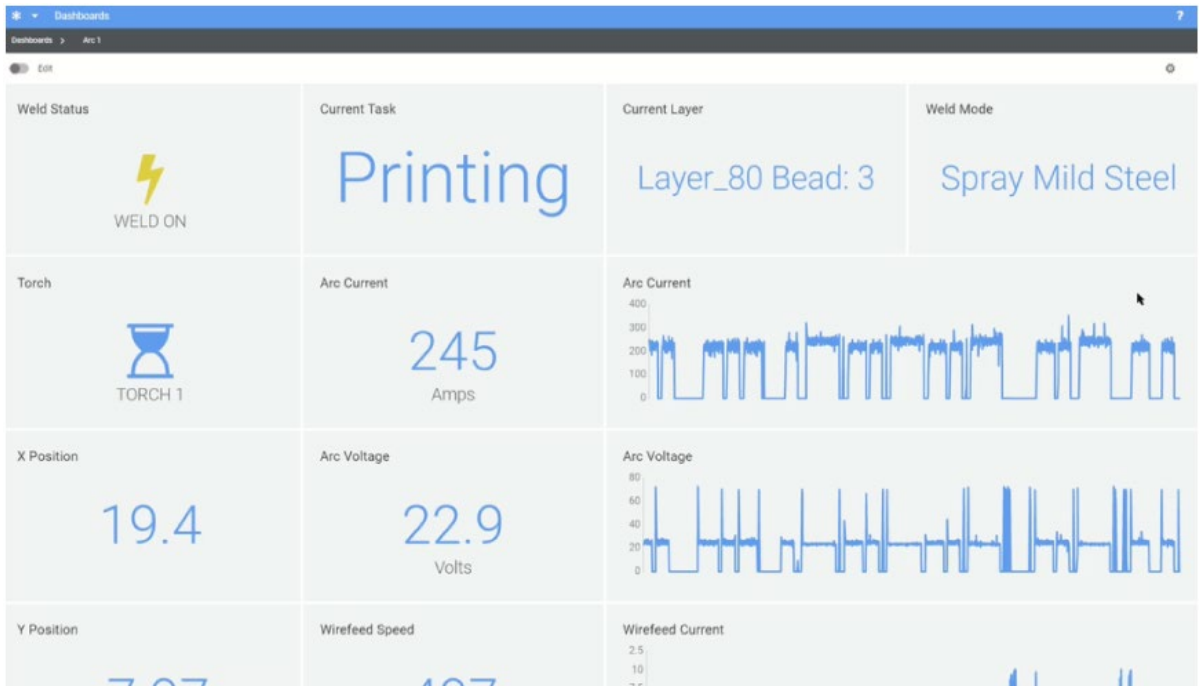 Dashboards
?
Dashboards > Arc 1
Edit
Weld Status
WELD ON
Current Task
Printing
Current Layer
Layer_80 Bead: 3
Weld Mode
Spray Mild Steel
Torch
TORCH 1
Arc Current
245
Amps
Arc Current
400
300
200
100
0
X Position
19.4
Arc Voltage
22.9
Volts
Arc Voltage
80
60
40
20
0
Y Position
Wirefeed Speed
Wirefeed Current
2.5
10